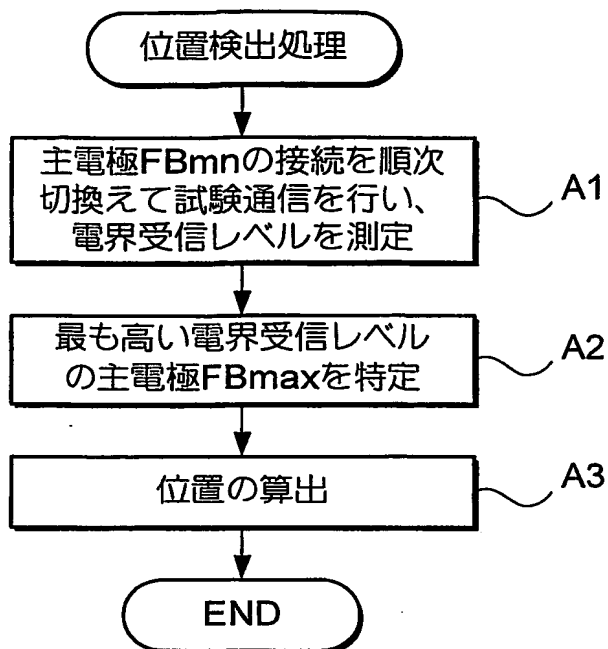 位置検出処理
主電極FBmnの接続を順次
切換えて試験通信を行い、
電界受信レベルを測定
A1
最も高い電界受信レベル
の主電極FBmaxを特定
A2
位置の算出
A3
END